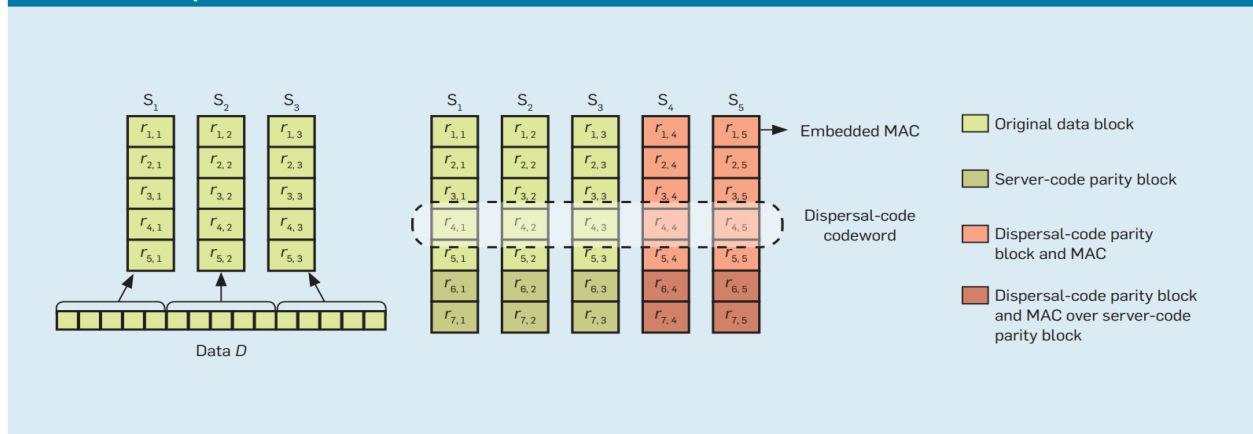 S1 S2 S3
r1,1 r1,2 r1,3
r2,1 r2,2 r2,3
r3,1 r3,2 r3,3
r4,1 r4,2 r4,3
r5,1 r5,2 r5,3
Data D
S1 S2 S3 S4 S5
r1,1 r1,2 r1,3 r1,4 r1,5
r2,1 r2,2 r2,3 r2,4 r2,5
r3,1 r3,2 r3,3 r3,4 r3,5
r4,1 r4,2 r4,3 r4,4 r4,5
r5,1 r5,2 r5,3 r5,4 r5,5
r6,1 r6,2 r6,3 r6,4 r6,5
r7,1 r7,2 r7,3 r7,4 r7,5
Embedded MAC
Dispersal-code
codeword
Original data block
Server-code parity block
Dispersal-code parity
block and MAC
Dispersal-code parity block
and MAC over server-code
parity block